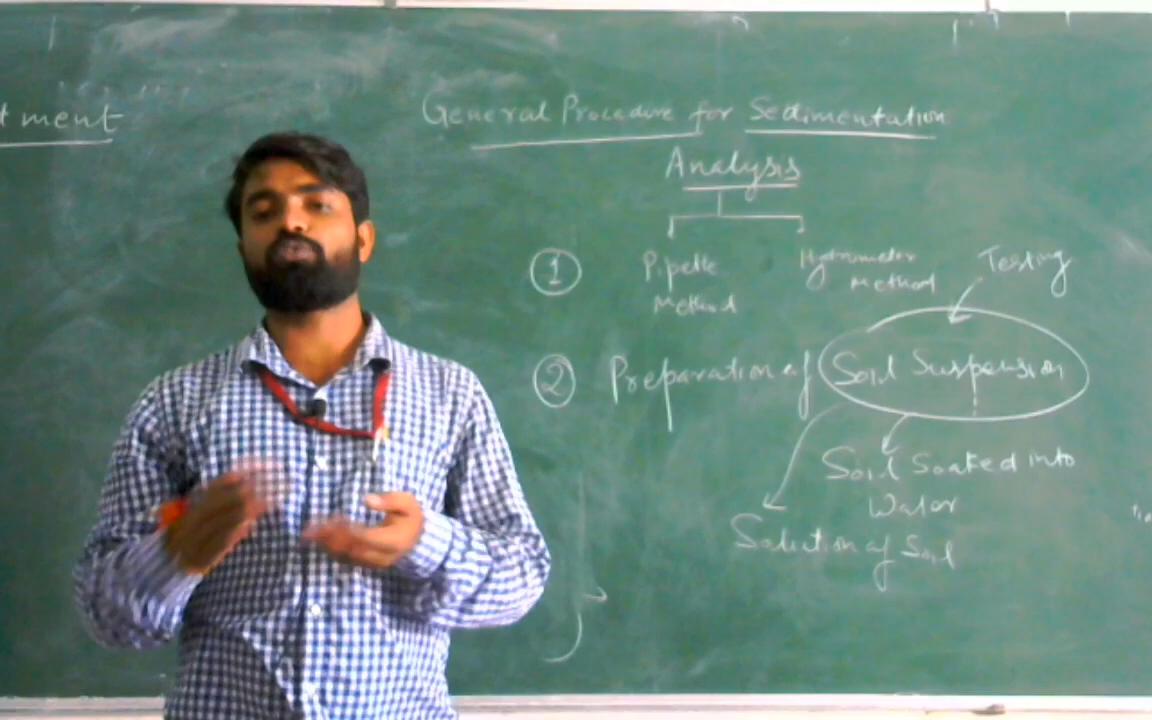 tment
General Procedure for Sedimentation
Analysis
1 Pipette Method
Hydrometer Method
Testing
2 Preparation of Soil Suspension
Soil Soaked into
Water
Solution of Soil